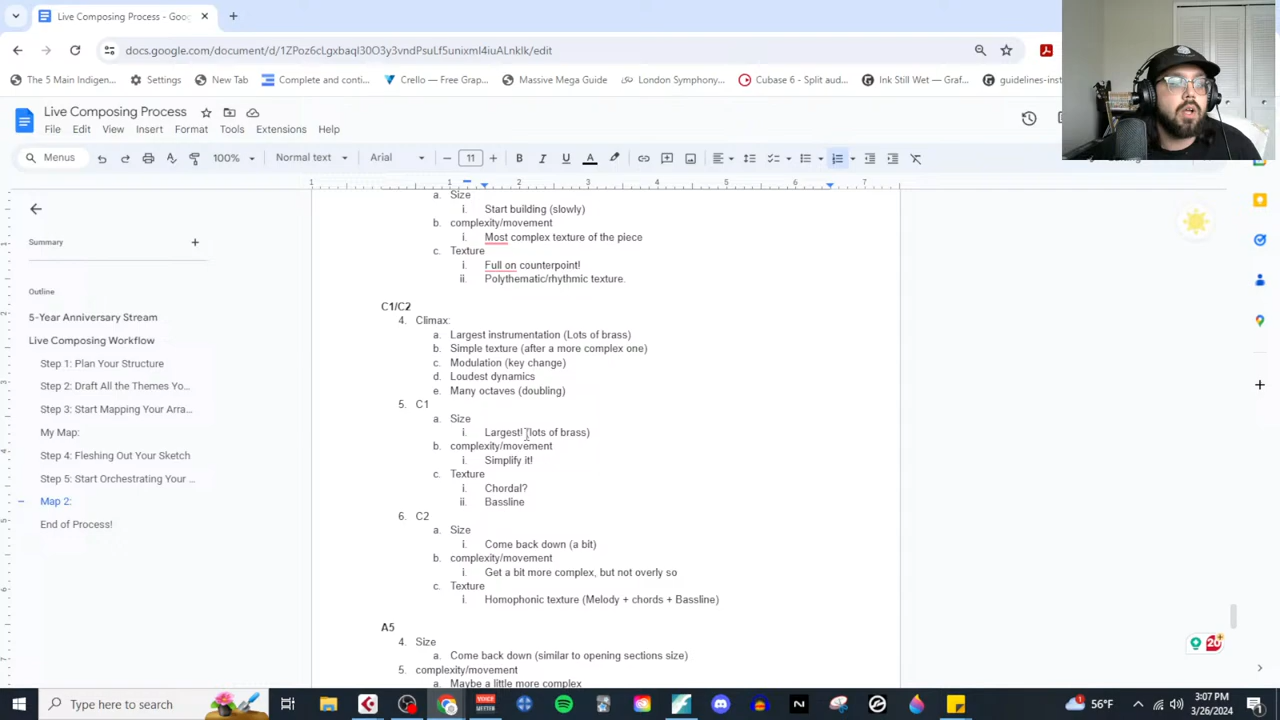 Live Composing Process - Goo
docs.google.com/document/d/1ZPoz6cLgxbaql30O3y3vndPsuLf5unixmI4iuALnkIk/edit
The 5 Main Indigen...
Settings
New Tab
Complete and conti...
Crello — Free Grap...
Massive Mega Guide
London Symphony...
Cubase 6 - Split aud...
Ink Still Wet — Graf...
guidelines-inst
Live Composing Process
File Edit View Insert Format Tools Extensions Help
Menus 100% Normal text Arial 11
1 1 2 3 4 5 6 7
Summary
Outline
5-Year Anniversary Stream
Live Composing Workflow
Step 1: Plan Your Structure
Step 2: Draft All the Themes Yo...
Step 3: Start Mapping Your Arra...
My Map:
Step 4: Fleshing Out Your Sketch
Step 5: Start Orchestrating Your ...
Map 2:
End of Process!
a. Size
i. Start building (slowly)
b. complexity/movement
i. Most complex texture of the piece
c. Texture
i. Full on counterpoint!
ii. Polythematic/rhythmic texture.
C1/C2
4. Climax:
a. Largest instrumentation (Lots of brass)
b. Simple texture (after a more complex one)
c. Modulation (key change)
d. Loudest dynamics
e. Many octaves (doubling)
5. C1
a. Size
i. Largest! (lots of brass)
b. complexity/movement
i. Simplify it!
c. Texture
i. Chordal?
ii. Bassline
6. C2
a. Size
i. Come back down (a bit)
b. complexity/movement
i. Get a bit more complex, but not overly so
c. Texture
i. Homophonic texture (Melody + chords + Bassline)
A5
4. Size
a. Come back down (similar to opening sections size)
5. complexity/movement
a. Maybe a little more complex
20
Type here to search
56°F
3:07 PM
3/26/2024